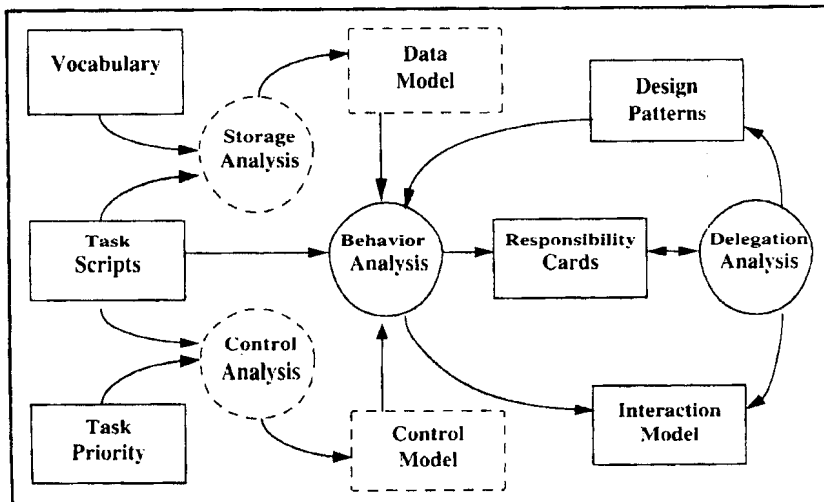 Vocabulary
Data
Model
Design
Patterns
Storage
Analysis
Task
Scripts
Behavior
Analysis
Responsibility
Cards
Delegation
Analysis
Control
Analysis
Task
Priority
Control
Model
Interaction
Model